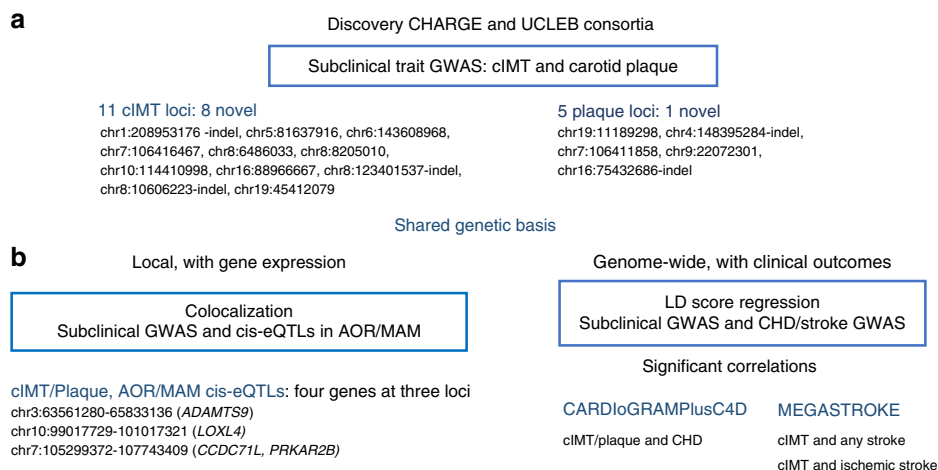 a
Discovery CHARGE and UCLEB consortia
Subclinical trait GWAS: cIMT and carotid plaque
11 cIMT loci: 8 novel
chr1:208953176 -indel, chr5:81637916, chr6:143608968,
chr7:106416467, chr8:6486033, chr8:8205010,
chr10:114410998, chr16:88966667, chr8:123401537-indel,
chr8:10606223-indel, chr19:45412079
5 plaque loci: 1 novel
chr19:11189298, chr4:148395284-indel,
chr7:106411858, chr9:22072301,
chr16:75432686-indel
Shared genetic basis
b
Local, with gene expression
Colocalization
Subclinical GWAS and cis-eQTLs in AOR/MAM
cIMT/Plaque, AOR/MAM cis-eQTLs: four genes at three loci
chr3:63561280-65833136 (ADAMTS9)
chr10:99017729-101017321 (LOXL4)
chr7:105299372-107743409 (CCDC71L, PRKAR2B)
Genome-wide, with clinical outcomes
LD score regression
Subclinical GWAS and CHD/stroke GWAS
Significant correlations
CARDIoGRAMPlusC4D
cIMT/plaque and CHD
MEGASTROKE
cIMT and any stroke
cIMT and ischemic stroke